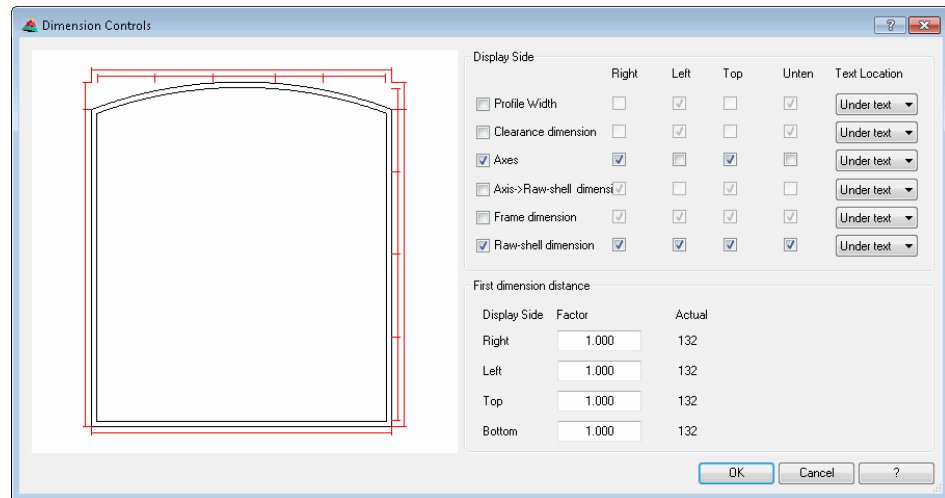 Dimension Controls
?
Display Side
Right Left Top Unten Text Location
Profile Width Under text
Clearance dimension Under text
Axes Under text
Axis->Raw-shell dimensi Under text
Frame dimension Under text
Raw-shell dimension Under text
First dimension distance
Display Side Factor Actual
Right 1.000 132
Left 1.000 132
Top 1.000 132
Bottom 1.000 132
OK Cancel ?